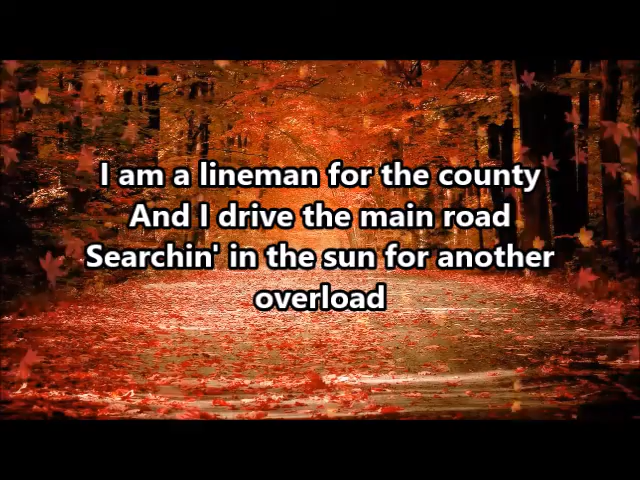 I am a lineman for the county
And I drive the main road
Searchin' in the sun for another
overload